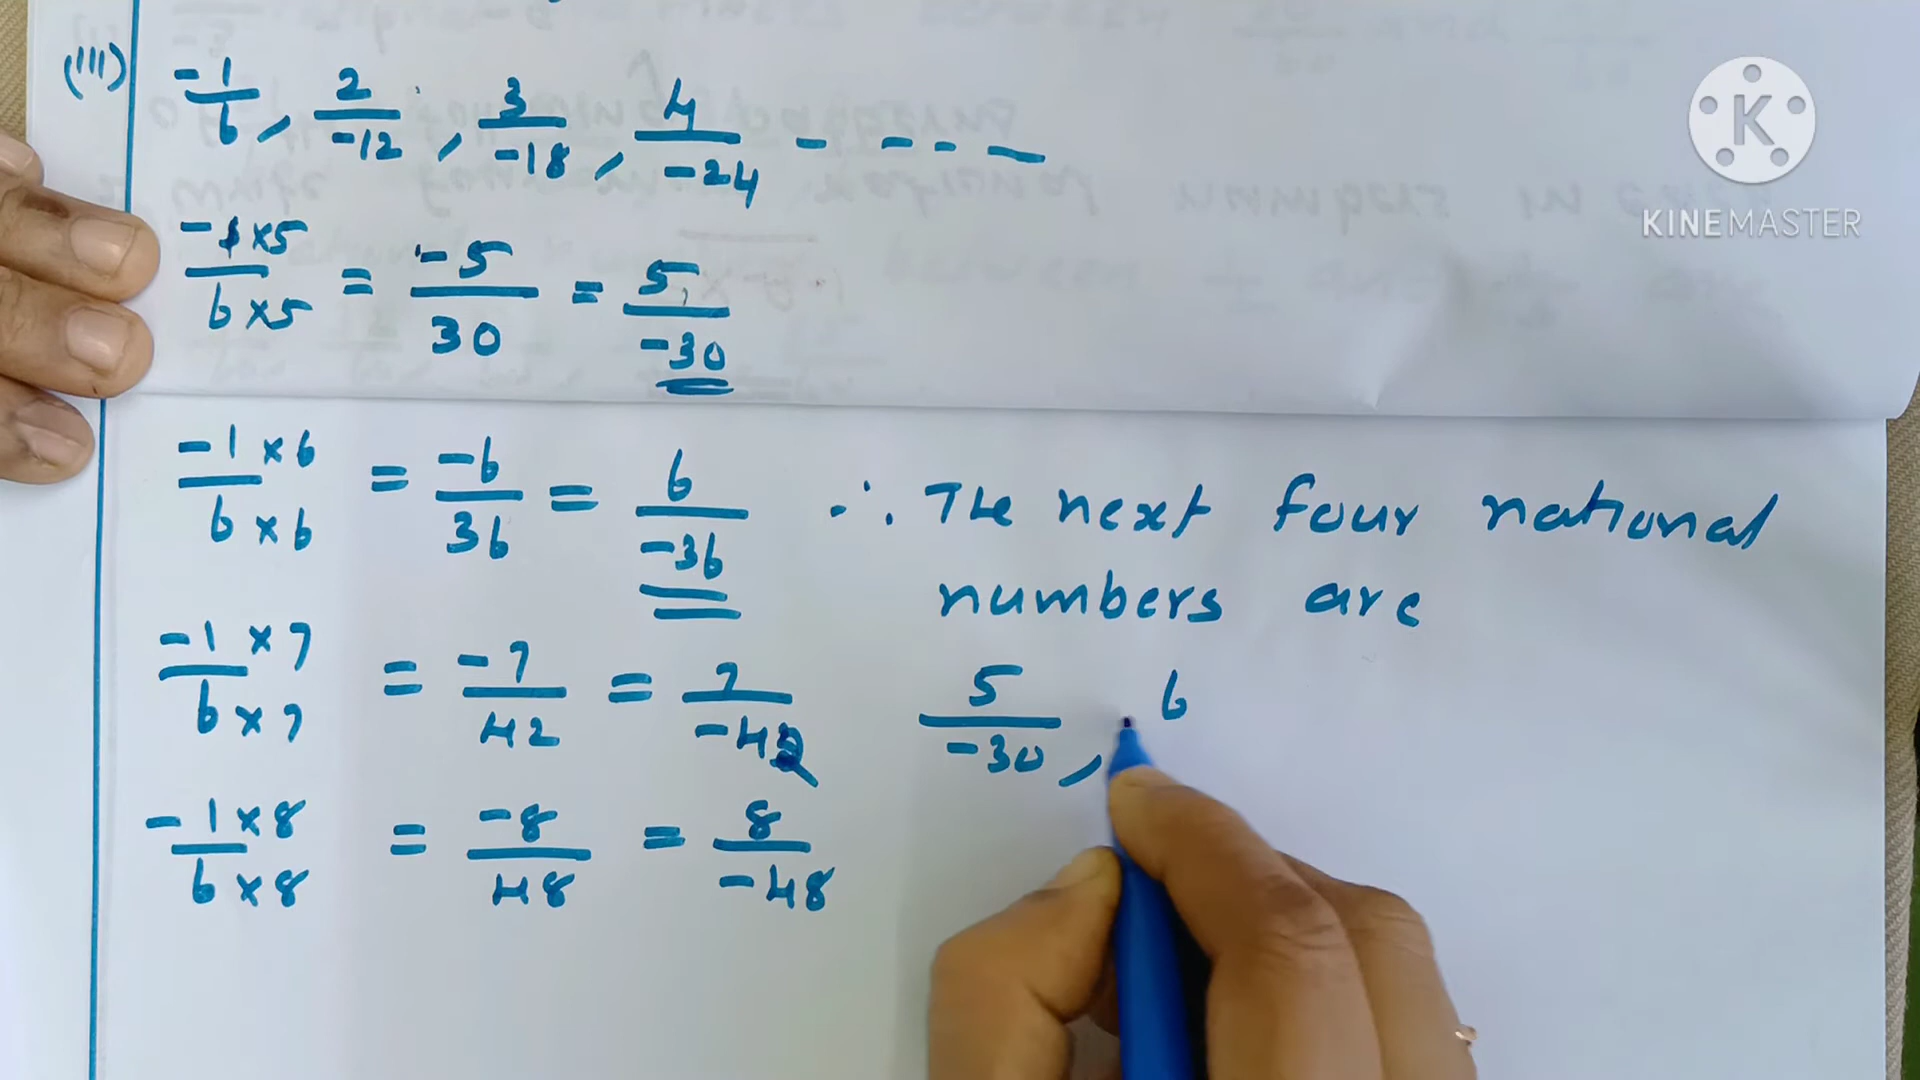 (III) -1/6, 2/-12, 3/-18, 4/-24 - - - -
-1×5/6×5 = -5/30 = 5/-30
-1×6/6×6 = -6/36 = 6/-36
-1×7/6×7 = -7/42 = 7/-42
-1×8/6×8 = -8/48 = 8/-48
∴ The next four rational
numbers are
5/-30, 6
K
KINEMASTER